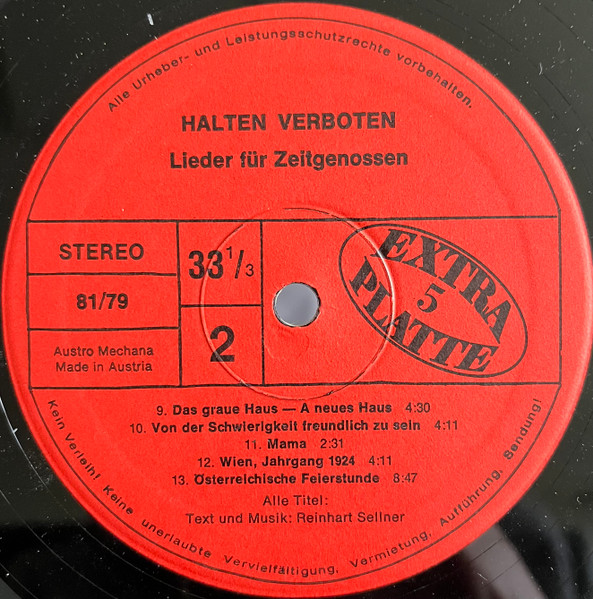 Alle Urheber- und Leistungsschutzrechte vorbehalten.
HALTEN VERBOTEN
Lieder für Zeitgenossen
STEREO
33 1/3
81/79
2
Austro Mechana
Made in Austria
EXTRA
5
PLATTE
9. Das graue Haus — A neues Haus 4:30
10. Von der Schwierigkeit freundlich zu sein 4:11
11. Mama 2:31
12. Wien, Jahrgang 1924 4:11
13. Österreichische Feierstunde 8:47
Alle Titel:
Text und Musik: Reinhart Sellner
Kein Verleih! Keine unerlaubte Vervielfältigung, Vermietung, Aufführung, Sendung!